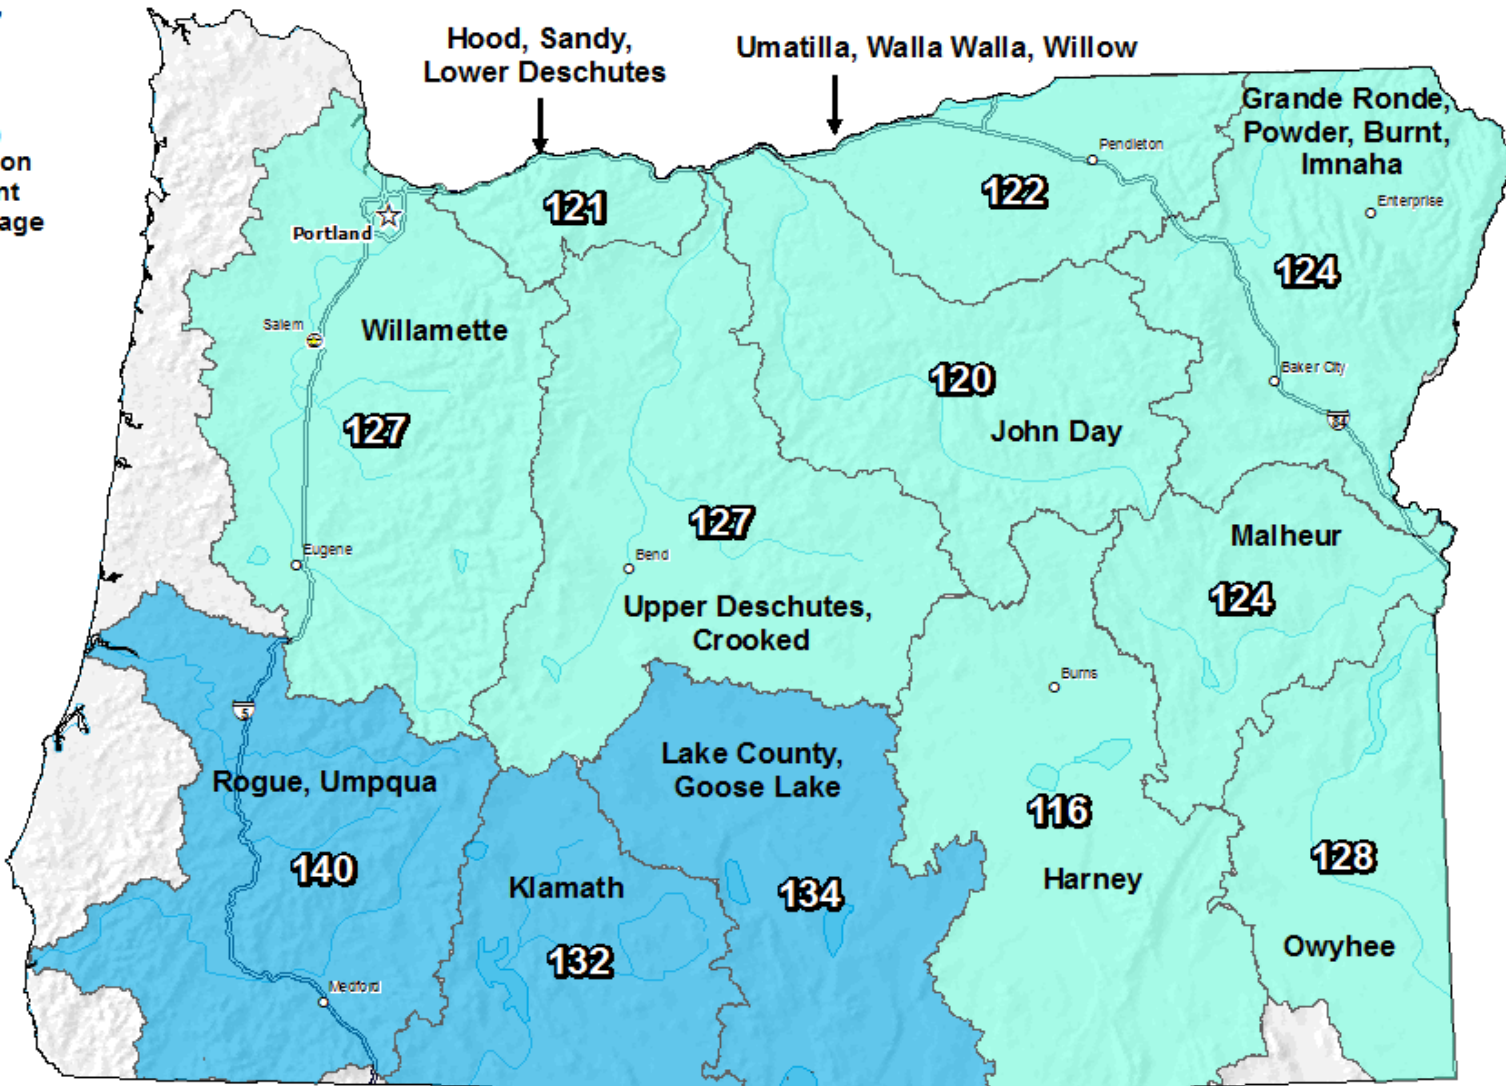 on
nt
age
Hood, Sandy,
Lower Deschutes
Umatilla, Walla Walla, Willow
Grande Ronde,
Powder, Burnt,
Imnaha
Pendleton
Enterprise
121
122
124
Portland
Salem
Willamette
127
120
John Day
Baker City
84
127
Malheur
124
Eugene
Bend
Upper Deschutes,
Crooked
Burns
5
Rogue, Umpqua
140
Lake County,
Goose Lake
134
116
Harney
128
Owyhee
Klamath
132
Medford